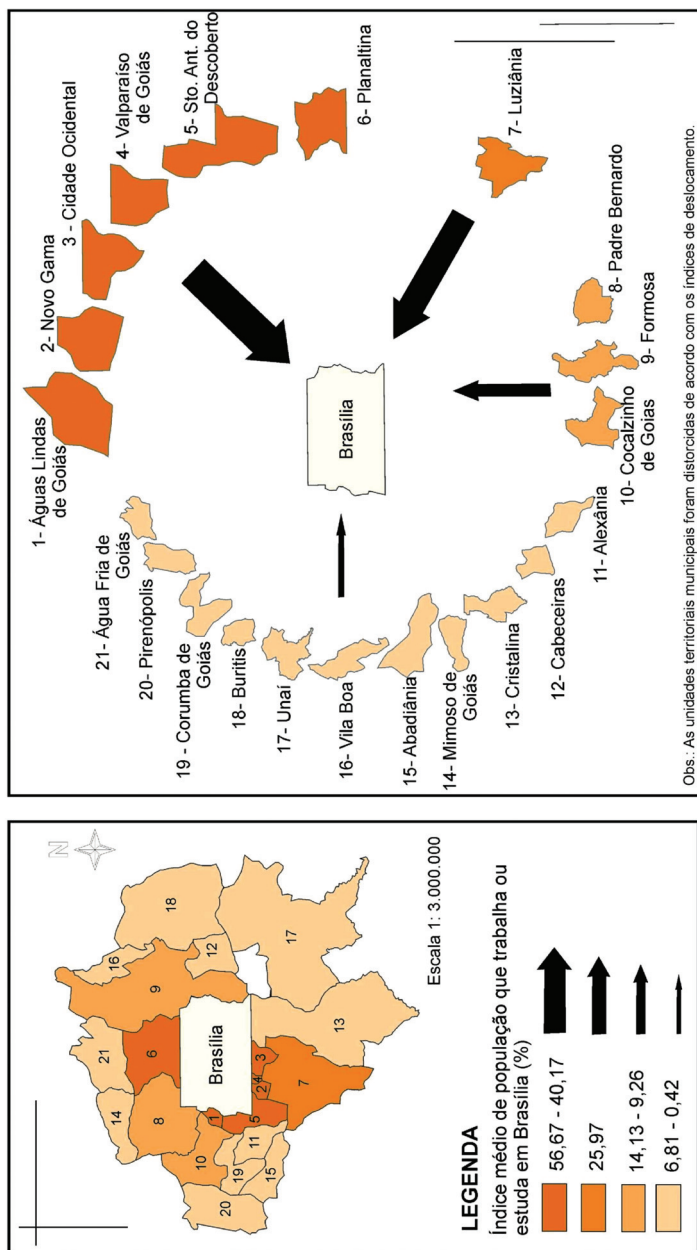 1- Águas Lindas
de Goiás
2- Novo Gama
3 - Cidade Ocidental
4- Valparaíso
de Goiás
5- Sto. Ant. do
Descoberto
6- Planaltina
7- Luziânia
8- Padre Bernardo
9- Formosa
10- Cocalzinho
de Goias
11- Alexânia
12- Cabeceiras
13- Cristalina
14- Mimoso de
Goiás
15- Abadiânia
16- Vila Boa
17- Unaí
18- Buritis
19 - Corumba de
Goiás
20- Pirenópolis
21- Água Fria de
Goiás
Brasília
Obs.: As unidades territoriais municipais foram distorcidas de acordo com os índices de deslocamento.
N
16
18
21
9
12
14
6
8
Brasília
17
10
1
3
4
2
13
5
7
11
19
20
15
Escala 1: 3.000.000
LEGENDA
Índice médio de população que trabalha ou
estuda em Brasília (%)
56,67 - 40,17
25,97
14,13 - 9,26
6,81 - 0,42